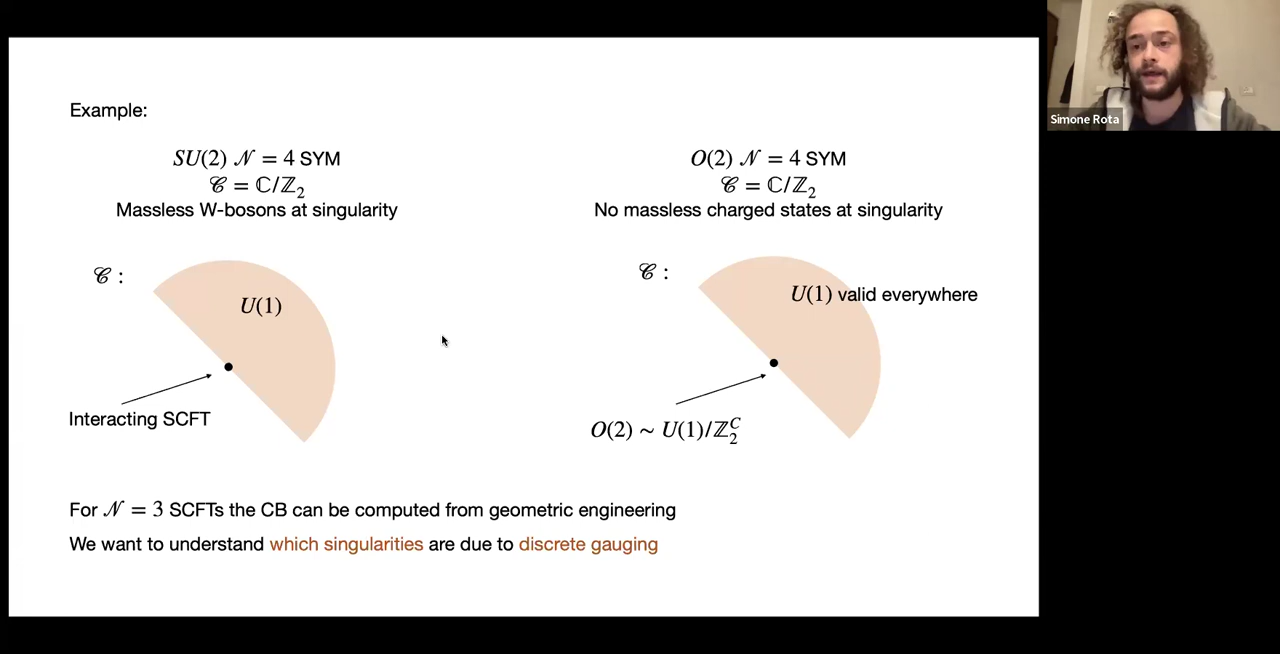 Example:
SU(2) 𝒩 = 4 SYM
𝒞 = ℂ/ℤ₂
Massless W-bosons at singularity
𝒞 :
U(1)
Interacting SCFT
O(2) 𝒩 = 4 SYM
𝒞 = ℂ/ℤ₂
No massless charged states at singularity
𝒞 :
U(1) valid everywhere
O(2) ~ U(1)/ℤ₂ᶜ
For 𝒩 = 3 SCFTs the CB can be computed from geometric engineering
We want to understand which singularities are due to discrete gauging
Simone Rota